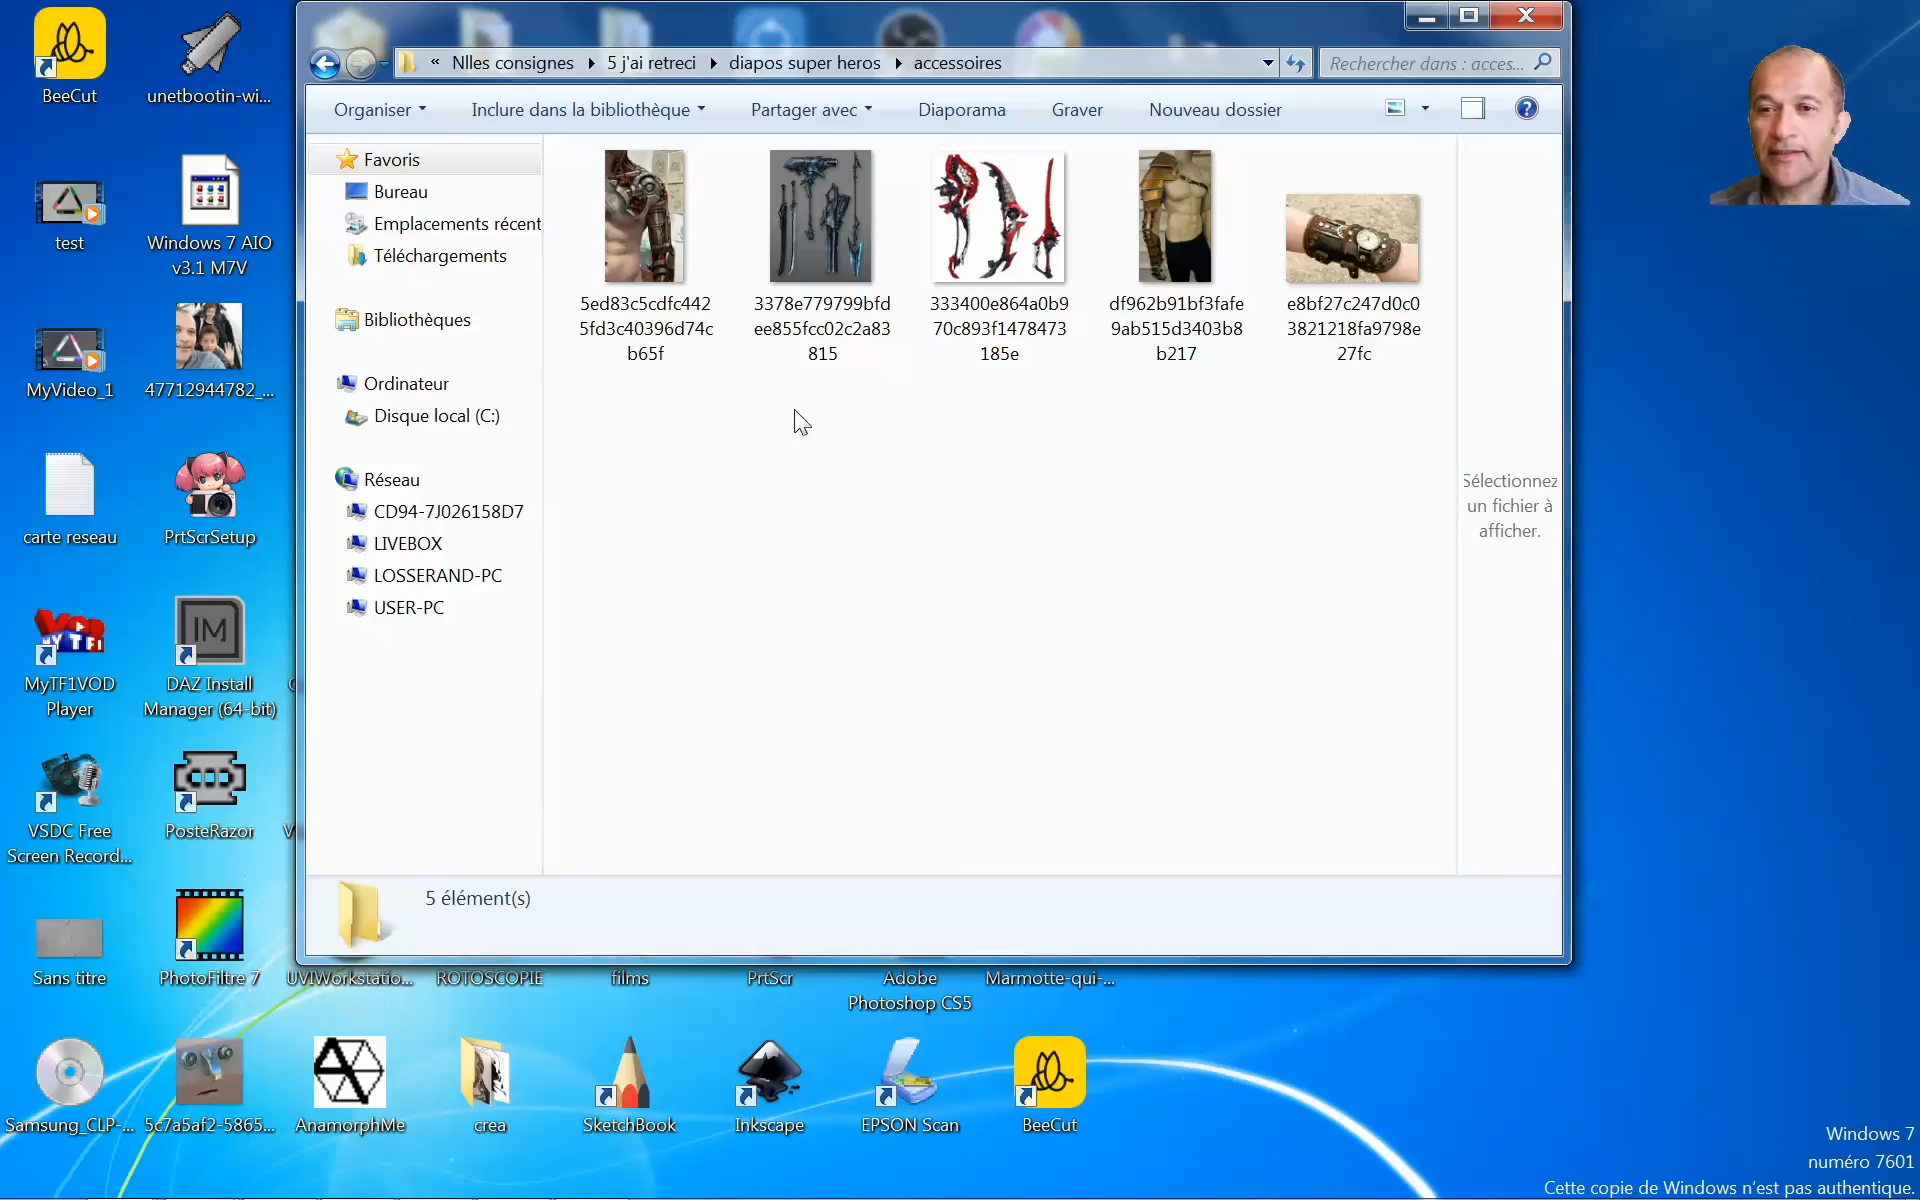 « Nlles consignes ▸ 5 j'ai retreci ▸ diapos super heros ▸ accessoires
Rechercher dans : acces...
Organiser
Inclure dans la bibliothèque
Partager avec
Diaporama
Graver
Nouveau dossier
Favoris
Bureau
Emplacements récent
Téléchargements
Bibliothèques
Ordinateur
Disque local (C:)
Réseau
CD94-7J026158D7
LIVEBOX
LOSSERAND-PC
USER-PC
5ed83c5cdfc442
5fd3c40396d74c
b65f
3378e779799bfd
ee855fcc02c2a83
815
333400e864a0b9
70c893f1478473
185e
df962b91bf3fafe
9ab515d3403b8
b217
e8bf27c247d0c0
3821218fa9798e
27fc
Sélectionnez
un fichier à
afficher.
5 élément(s)
BeeCut
unetbootin-wi...
test
Windows 7 AIO
v3.1 M7V
MyVideo_1
47712944782_...
carte reseau
PrtScrSetup
MyTF1VOD
Player
IM
DAZ Install
Manager (64-bit)
VSDC Free
Screen Record...
PosteRazor
Sans titre
PhotoFiltre 7
UVIWorkstatio...
ROTOSCOPIE
films
PrtScr
Adobe
Photoshop CS5
Marmotte-qui-...
Samsung_CLP-...
5c7a5af2-5865...
AnamorphMe
crea
SketchBook
Inkscape
EPSON Scan
BeeCut
Windows 7
numéro 7601
Cette copie de Windows n'est pas authentique.